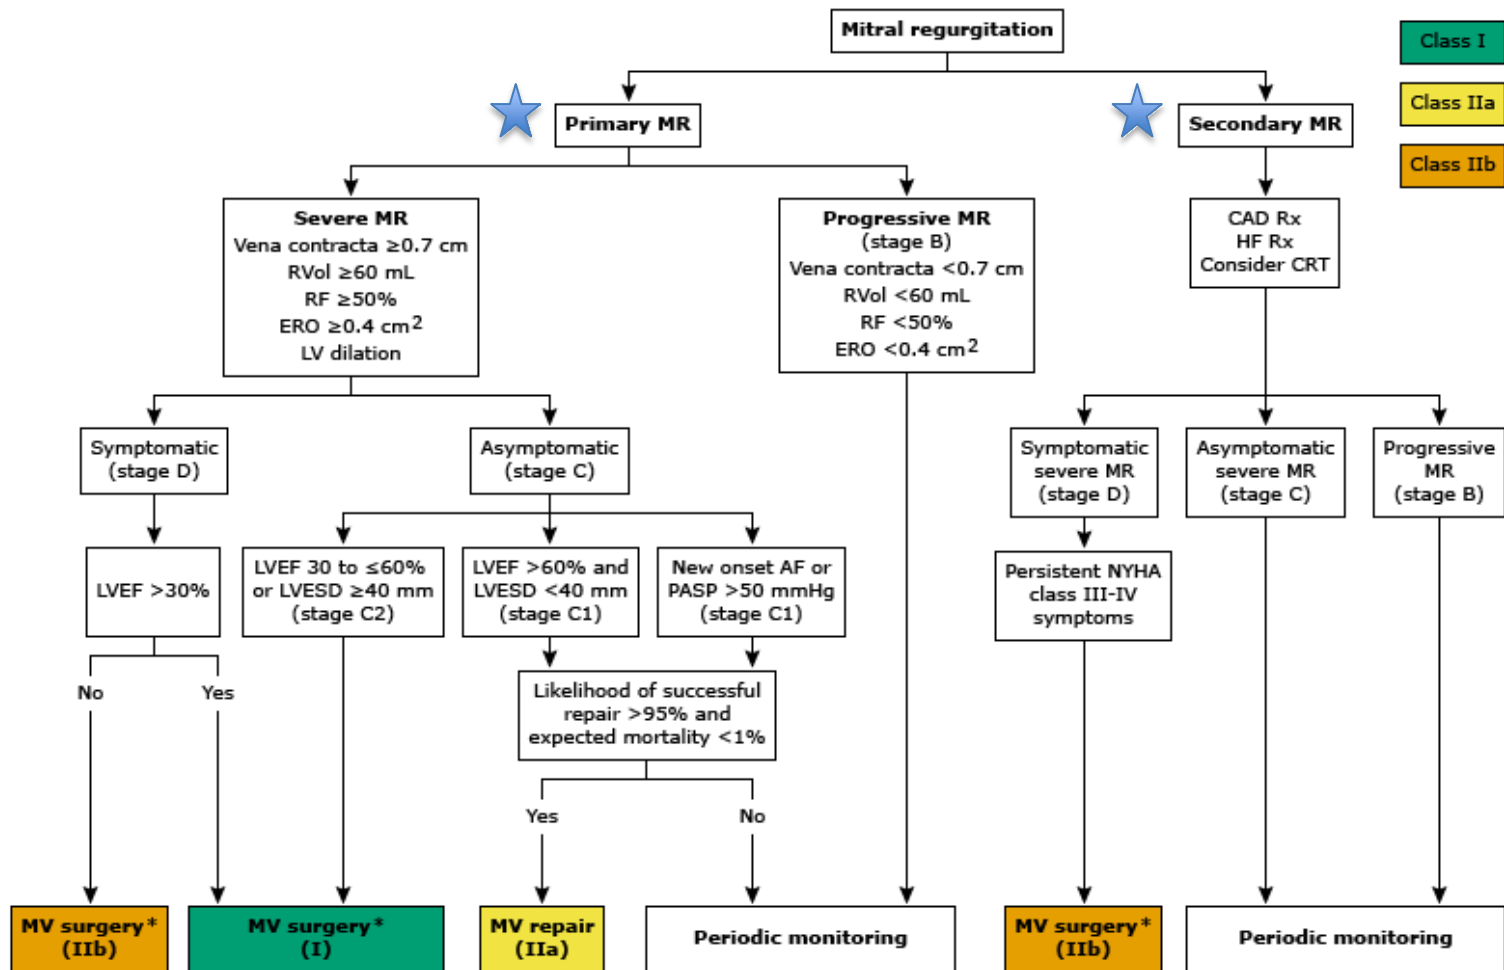 Mitral regurgitation
Class I
Class IIa
Class IIb
Primary MR
Secondary MR
Severe MR
Vena contracta ≥0.7 cm
RVol ≥60 mL
RF ≥50%
ERO ≥0.4 cm²
LV dilation
Progressive MR
(stage B)
Vena contracta <0.7 cm
RVol <60 mL
RF <50%
ERO <0.4 cm²
CAD Rx
HF Rx
Consider CRT
Symptomatic
(stage D)
Asymptomatic
(stage C)
Symptomatic
severe MR
(stage D)
Asymptomatic
severe MR
(stage C)
Progressive
MR
(stage B)
LVEF >30%
LVEF 30 to ≤60%
or LVESD ≥40 mm
(stage C2)
LVEF >60% and
LVESD <40 mm
(stage C1)
New onset AF or
PASP >50 mmHg
(stage C1)
Persistent NYHA
class III-IV
symptoms
No
Yes
Likelihood of successful
repair >95% and
expected mortality <1%
Yes
No
MV surgery*
(IIb)
MV surgery*
(I)
MV repair
(IIa)
Periodic monitoring
MV surgery*
(IIb)
Periodic monitoring